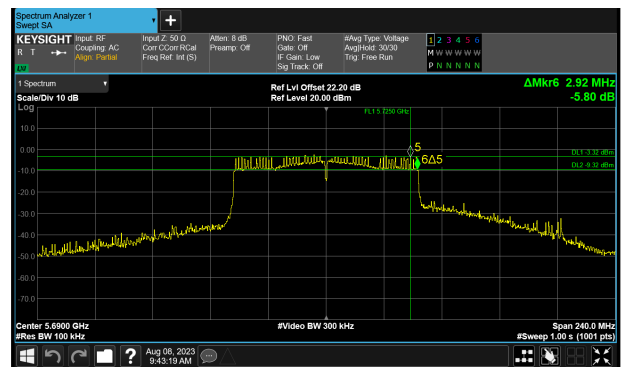 Spectrum Analyzer 1
Swept SA
+
KEYSIGHT Input: RF Input Z: 50 Ω Atten: 8 dB PNO: Fast #Avg Type: Voltage 1 2 3 4 5 6
R T Coupling: AC Corr CCorr RCal Preamp: Off Gate: Off Avg|Hold: 30/30 M W W W W W
Align: Partial Freq Ref: Int (S) IF Gain: Low Trig: Free Run
Sig Track: Off P N N N N N
LXI
1 Spectrum Ref Lvl Offset 22.20 dB ΔMkr6 2.92 MHz
Scale/Div 10 dB Ref Level 20.00 dBm -5.80 dB
Log
FL1 5.7250 GHz
10.0
5
0.00
DL1 -3.32 dBm
6Δ5
DL2 -9.32 dBm
-10.0
-20.0
-30.0
-40.0
-50.0
-60.0
-70.0
Center 5.6900 GHz #Video BW 300 kHz Span 240.0 MHz
#Res BW 100 kHz #Sweep 1.00 s (1001 pts)
? Aug 08, 2023
9:43:19 AM